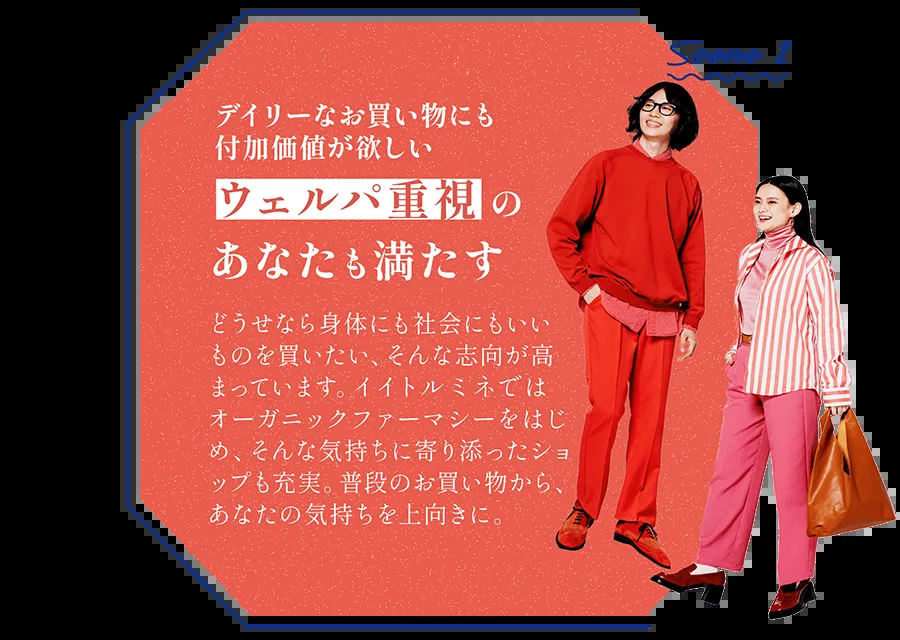 Scene 1
デイリーなお買い物にも
付加価値が欲しい
ウェルパ重視の
あなたも満たす
どうせなら身体にも社会にもいい
ものを買いたい、そんな志向が高
まっています。イイトルミネでは
オーガニックファーマシーをはじ
め、そんな気持ちに寄り添ったショ
ップも充実。普段のお買い物から、
あなたの気持ちを上向きに。